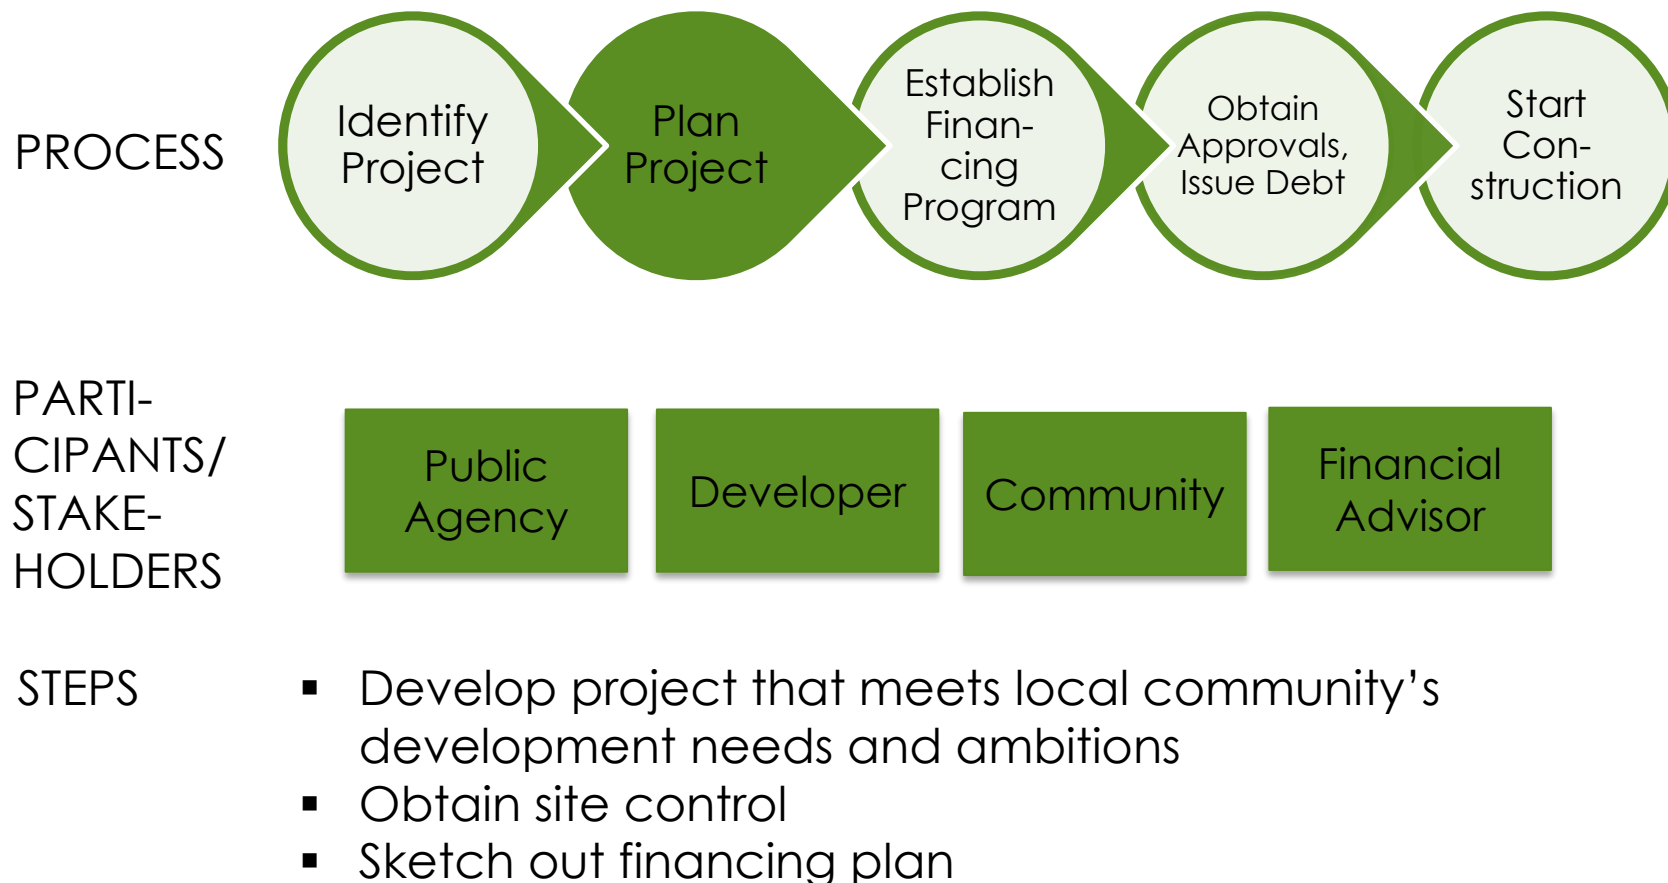 PROCESS
Identify
Project
Plan
Project
Establish
Finan-
cing
Program
Obtain
Approvals,
Issue Debt
Start
Con-
struction
PARTI-
CIPANTS/
STAKE-
HOLDERS
Public
Agency
Developer
Community
Financial
Advisor
STEPS
▪ Develop project that meets local community’s
development needs and ambitions
▪ Obtain site control
▪ Sketch out financing plan